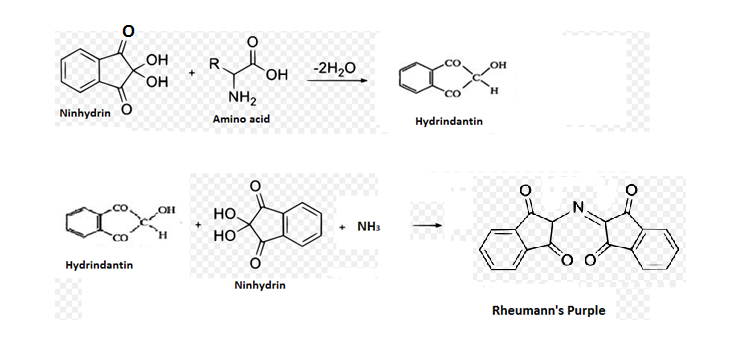 O
OH
OH
O
Ninhydrin
+
R
O
OH
NH₂
Amino acid
-2H₂O
CO
OH
C
CO
H
Hydrindantin
CO
OH
C
CO
H
Hydrindantin
+
O
HO
HO
O
Ninhydrin
+ NH₃
O
N
O
O
O
Rheumann's Purple